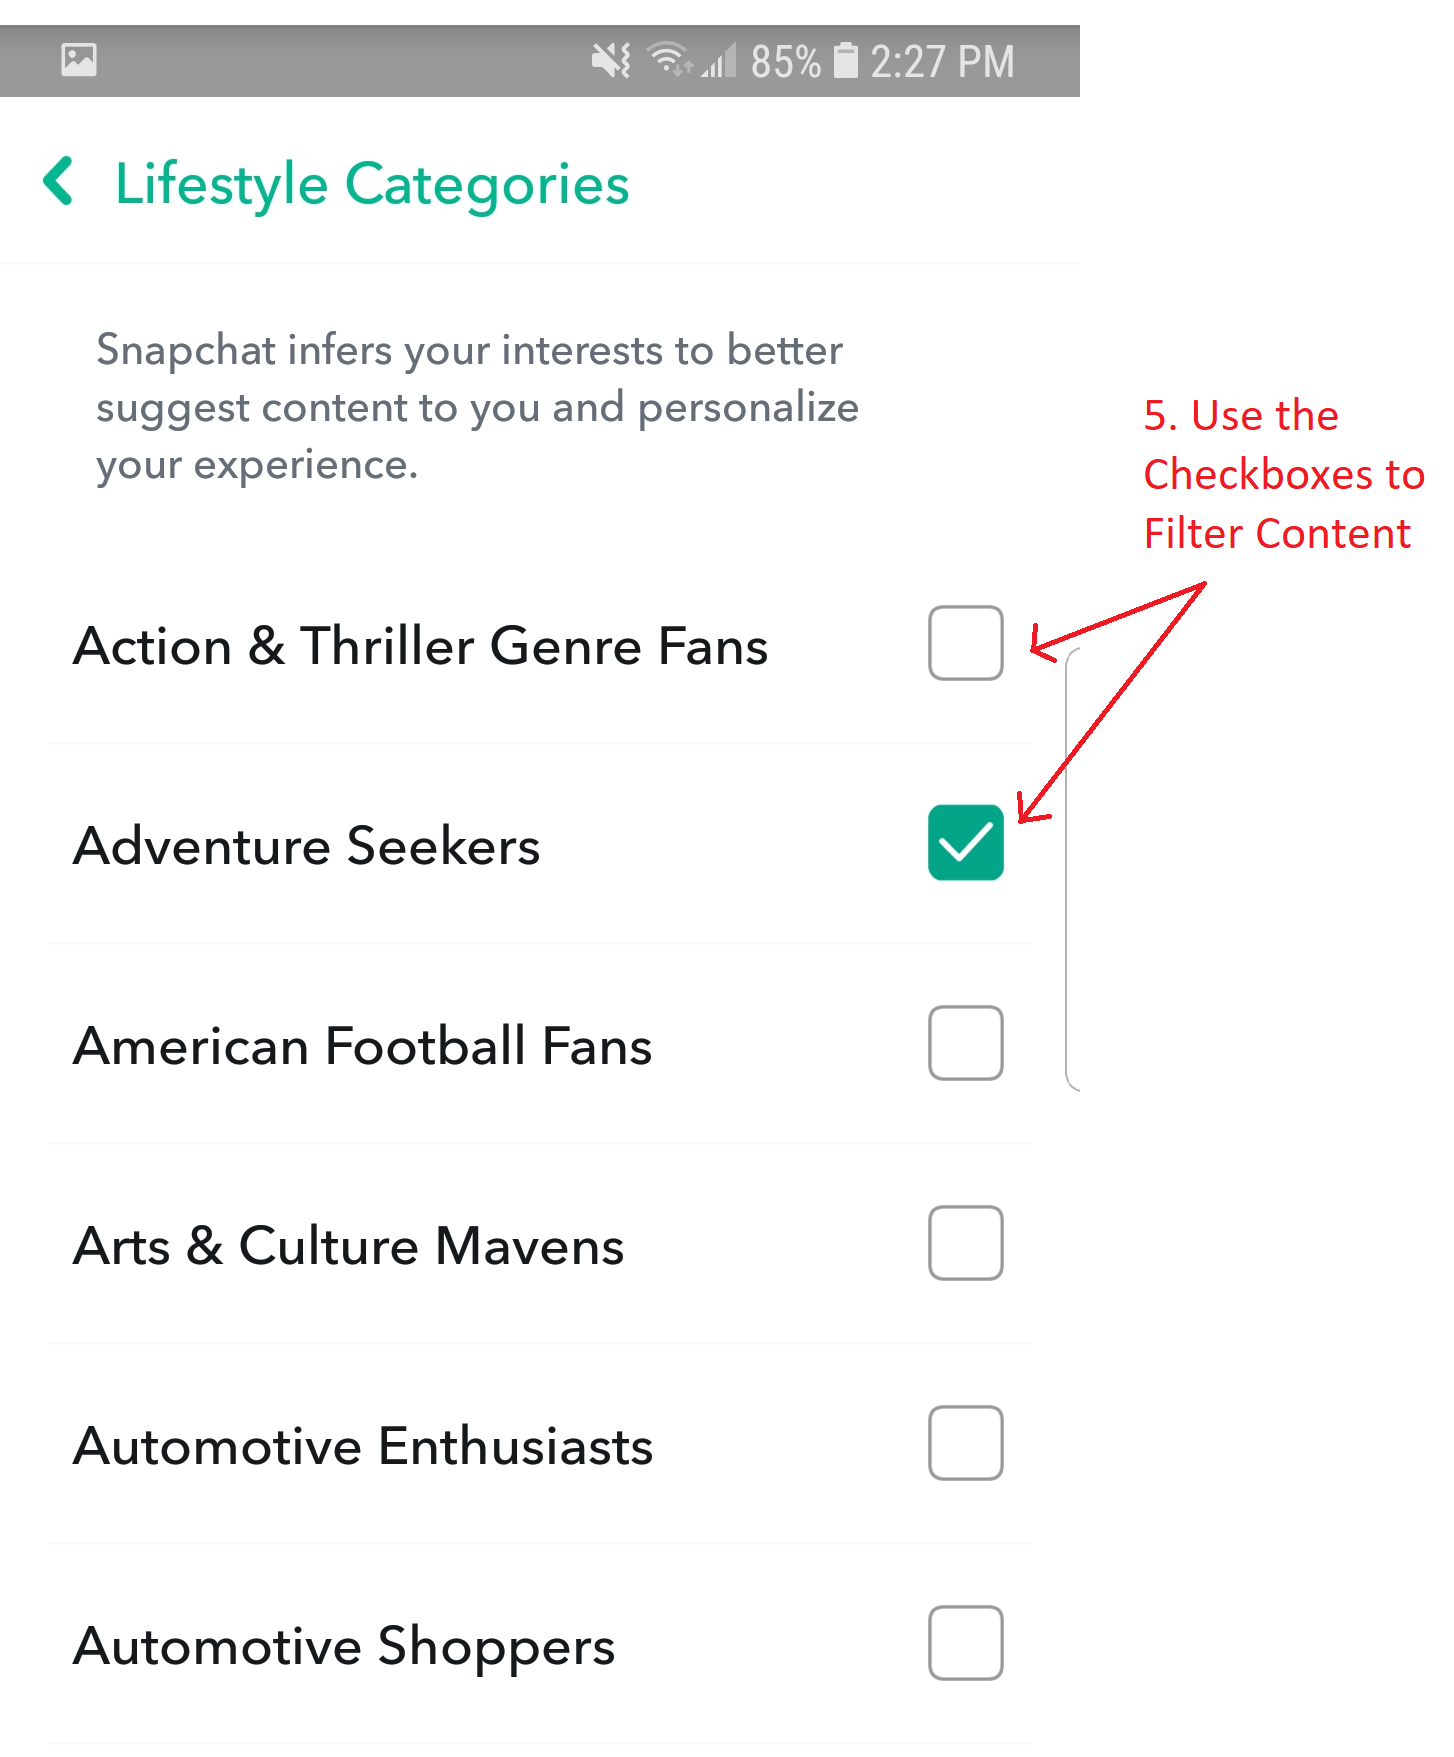 85% 2:27 PM
Lifestyle Categories
Snapchat infers your interests to better
suggest content to you and personalize
your experience.
5. Use the
Checkboxes to
Filter Content
Action & Thriller Genre Fans
Adventure Seekers
American Football Fans
Arts & Culture Mavens
Automotive Enthusiasts
Automotive Shoppers